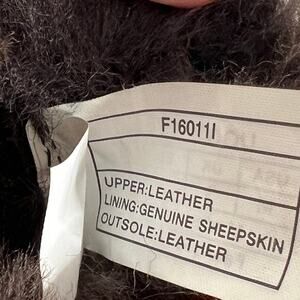 F16011I
UPPER:LEATHER
LINING:GENUINE SHEEPSKIN
OUTSOLE:LEATHER